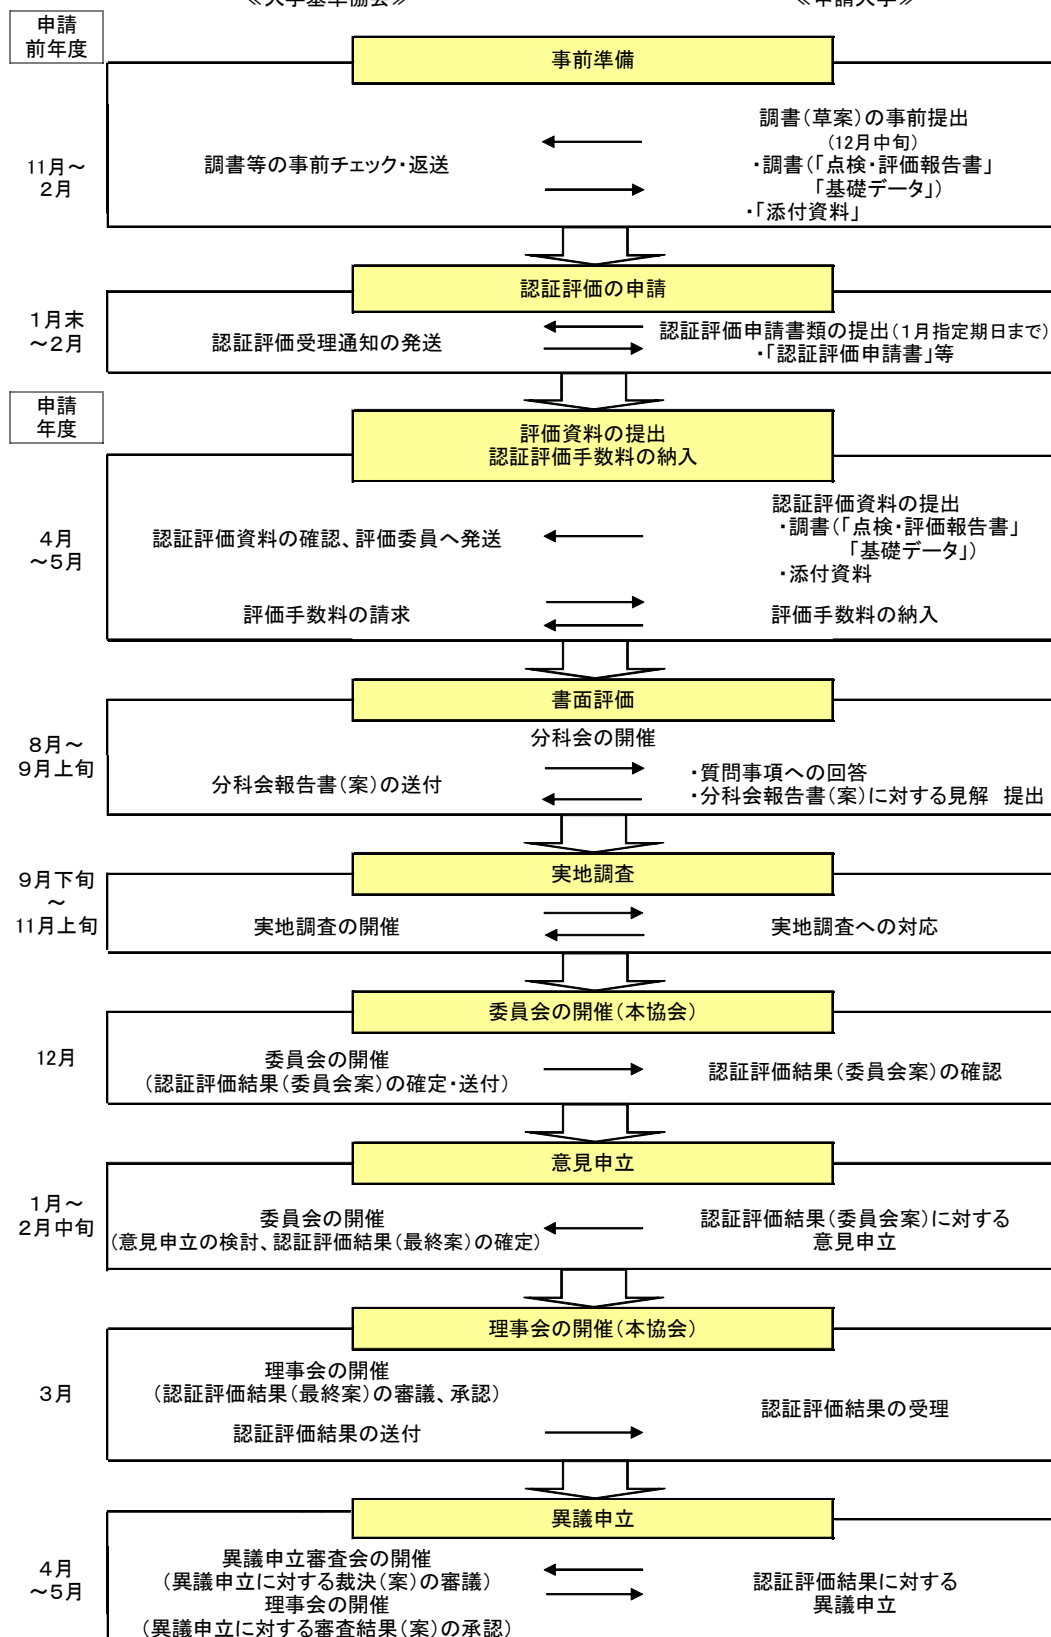 ≪大学基準協会≫
≪申請大学≫
申請
前年度
事前準備
11月～
2月
調書等の事前チェック・返送
調書(草案)の事前提出
(12月中旬)
・調書(「点検・評価報告書」
「基礎データ」)
・「添付資料」
認証評価の申請
1月末
～2月
認証評価受理通知の発送
認証評価申請書類の提出(1月指定期日まで)
・「認証評価申請書」等
申請
年度
評価資料の提出
認証評価手数料の納入
4月
～5月
認証評価資料の確認、評価委員へ発送
認証評価資料の提出
・調書(「点検・評価報告書」
「基礎データ」)
・添付資料
評価手数料の請求
評価手数料の納入
書面評価
8月～
9月上旬
分科会の開催
分科会報告書(案)の送付
・質問事項への回答
・分科会報告書(案)に対する見解 提出
実地調査
9月下旬
～
11月上旬
実地調査の開催
実地調査への対応
委員会の開催(本協会)
12月
委員会の開催
(認証評価結果(委員会案)の確定・送付)
認証評価結果(委員会案)の確認
意見申立
1月～
2月中旬
委員会の開催
(意見申立の検討、認証評価結果(最終案)の確定)
認証評価結果(委員会案)に対する
意見申立
理事会の開催(本協会)
3月
理事会の開催
(認証評価結果(最終案)の審議、承認)
認証評価結果の送付
認証評価結果の受理
異議申立
4月
～5月
異議申立審査会の開催
(異議申立に対する裁決(案)の審議)
理事会の開催
(異議申立に対する審査結果(案)の承認)
認証評価結果に対する
異議申立